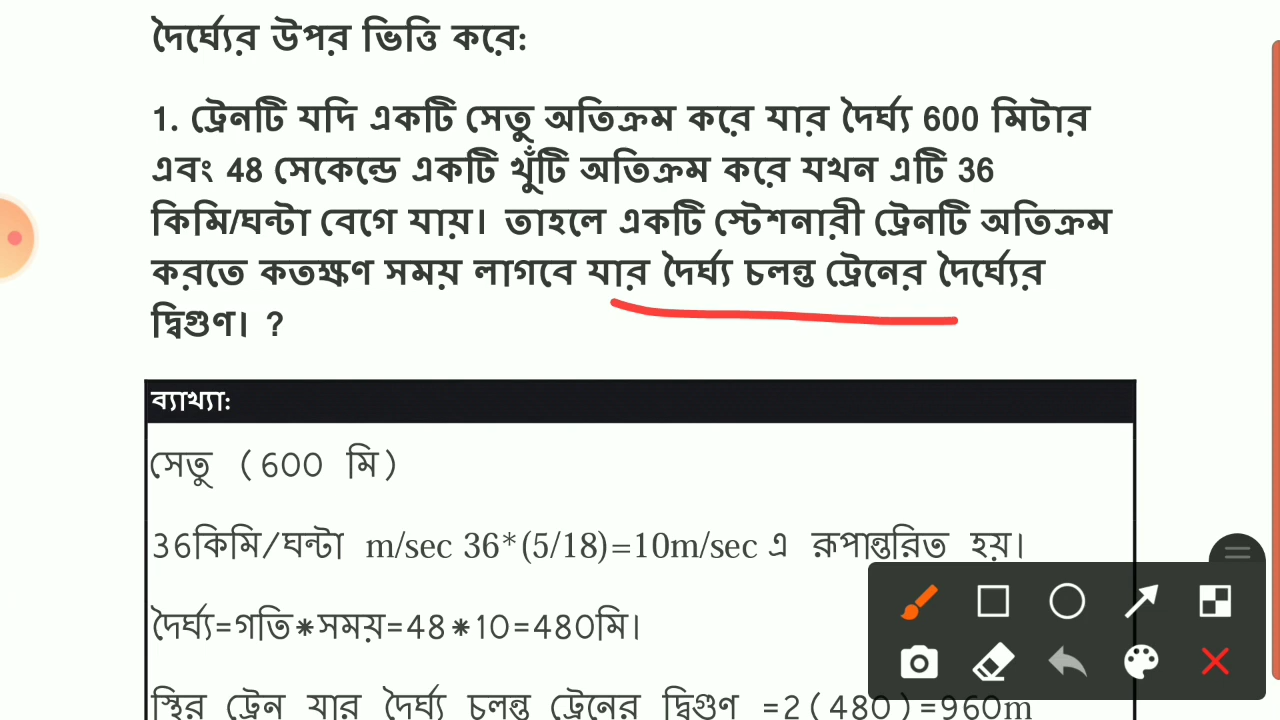 দৈর্ঘ্যের উপর ভিত্তি করে:
1. ট্রেনটি যদি একটি সেতু অতিক্রম করে যার দৈর্ঘ্য 600 মিটার
এবং 48 সেকেন্ডে একটি খুঁটি অতিক্রম করে যখন এটি 36
কিমি/ঘন্টা বেগে যায়। তাহলে একটি স্টেশনারী ট্রেনটি অতিক্রম
করতে কতক্ষণ সময় লাগবে যার দৈর্ঘ্য চলন্ত ট্রেনের দৈর্ঘ্যের
দ্বিগুণ। ?
ব্যাখ্যা:
সেতু (600 মি)
36কিমি/ঘন্টা m/sec 36*(5/18)=10m/sec এ রূপান্তরিত হয়।
দৈর্ঘ্য=গতি*সময়=48*10=480মি।
স্থির ট্রেন যার দৈর্ঘ্য চলন্ত ট্রেনের দ্বিগুণ =2(480)=960m